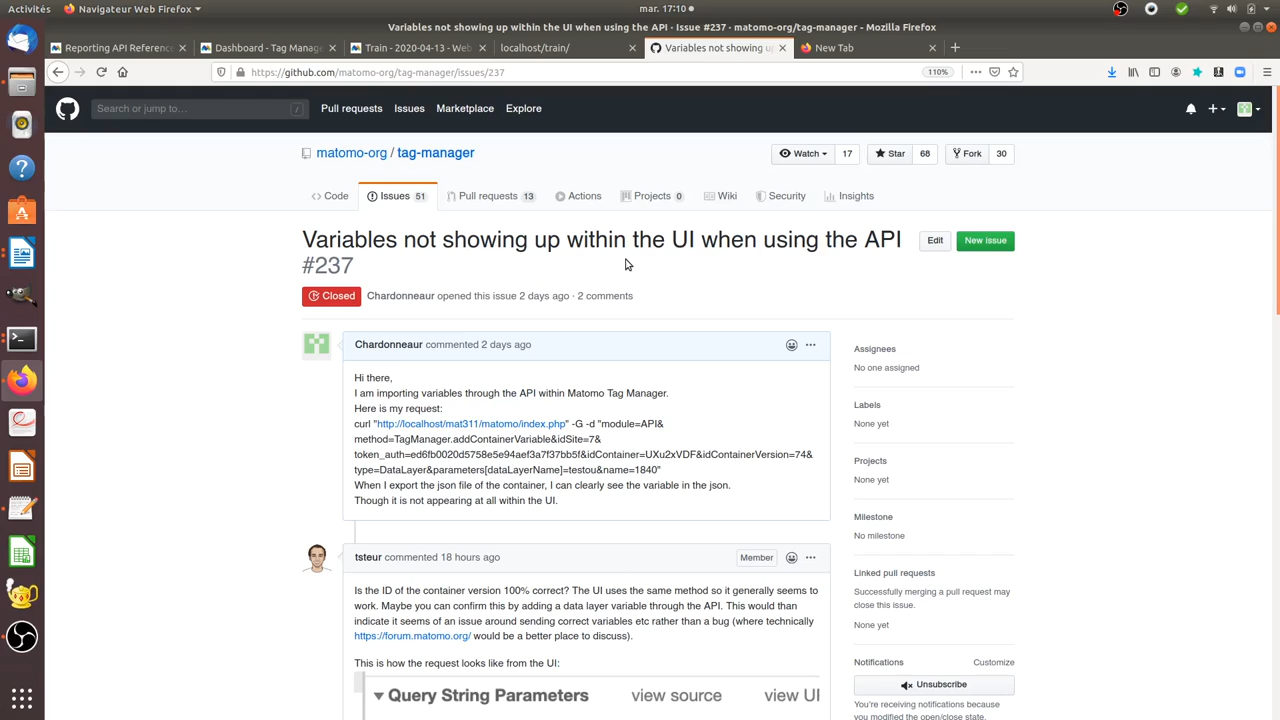 Activités
Navigateur Web Firefox
mar. 17:10
Variables not showing up within the UI when using the API · Issue #237 · matomo-org/tag-manager - Mozilla Firefox
Reporting API Reference
Dashboard - Tag Manage
Train - 2020-04-13 - Web
localhost/train/
Variables not showing up
New Tab
https://github.com/matomo-org/tag-manager/issues/237
110%
Search or jump to…
/
Pull requests
Issues
Marketplace
Explore
matomo-org / tag-manager
Watch
17
Star
68
Fork
30
Code
Issues 51
Pull requests 13
Actions
Projects 0
Wiki
Security
Insights
Variables not showing up within the UI when using the API
#237
Edit
New issue
Closed
Chardonneaur opened this issue 2 days ago · 2 comments
Chardonneaur commented 2 days ago
Hi there,
I am importing variables through the API within Matomo Tag Manager.
Here is my request:
curl "http://localhost/mat311/matomo/index.php" -G -d "module=API&
method=TagManager.addContainerVariable&idSite=7&
token_auth=ed6fb0020d5758e5e94aef3a7f37bb5f&idContainer=UXu2xVDF&idContainerVersion=74&
type=DataLayer&parameters[dataLayerName]=testou&name=1840"
When I export the json file of the container, I can clearly see the variable in the json.
Though it is not appearing at all within the UI.
tsteur commented 18 hours ago
Member
Is the ID of the container version 100% correct? The UI uses the same method so it generally seems to
work. Maybe you can confirm this by adding a data layer variable through the API. This would than
indicate it seems of an issue around sending correct variables etc rather than a bug (where technically
https://forum.matomo.org/ would be a better place to discuss).
This is how the request looks like from the UI:
Query String Parameters
view source
view UI
Assignees
No one assigned
Labels
None yet
Projects
None yet
Milestone
No milestone
Linked pull requests
Successfully merging a pull request may
close this issue.
None yet
Notifications
Customize
Unsubscribe
You're receiving notifications because
you modified the open/close state.